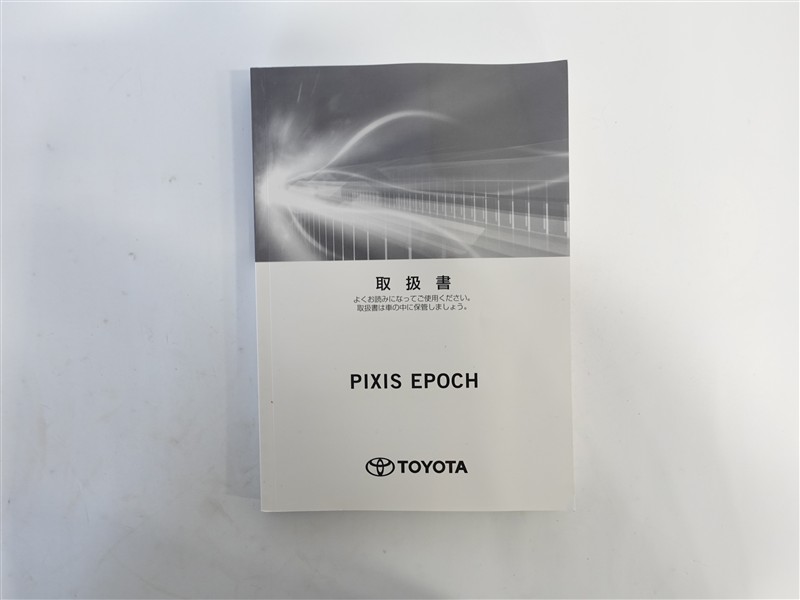 取扱書
よくお読みになってご使用ください。
取扱書は車の中に保管しましょう。
PIXIS EPOCH
TOYOTA